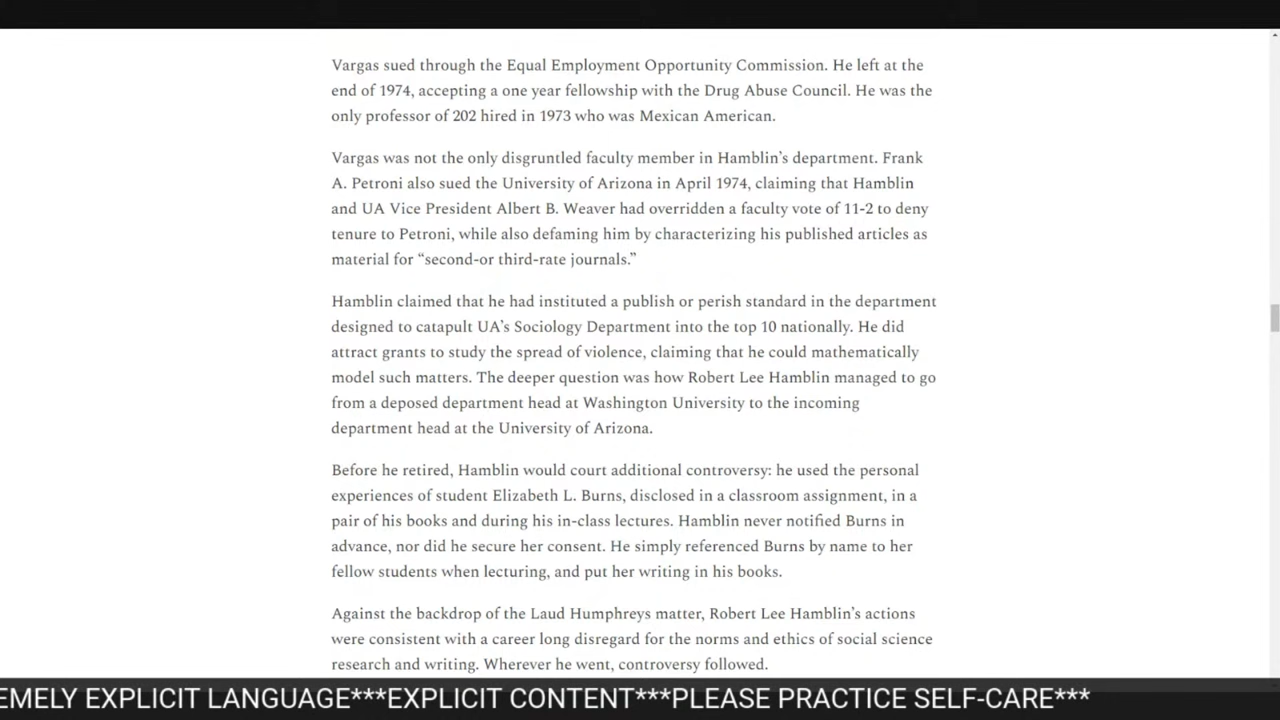 Vargas sued through the Equal Employment Opportunity Commission. He left at the
end of 1974, accepting a one year fellowship with the Drug Abuse Council. He was the
only professor of 202 hired in 1973 who was Mexican American.
Vargas was not the only disgruntled faculty member in Hamblin’s department. Frank
A. Petroni also sued the University of Arizona in April 1974, claiming that Hamblin
and UA Vice President Albert B. Weaver had overridden a faculty vote of 11-2 to deny
tenure to Petroni, while also defaming him by characterizing his published articles as
material for “second-or third-rate journals.”
Hamblin claimed that he had instituted a publish or perish standard in the department
designed to catapult UA’s Sociology Department into the top 10 nationally. He did
attract grants to study the spread of violence, claiming that he could mathematically
model such matters. The deeper question was how Robert Lee Hamblin managed to go
from a deposed department head at Washington University to the incoming
department head at the University of Arizona.
Before he retired, Hamblin would court additional controversy: he used the personal
experiences of student Elizabeth L. Burns, disclosed in a classroom assignment, in a
pair of his books and during his in-class lectures. Hamblin never notified Burns in
advance, nor did he secure her consent. He simply referenced Burns by name to her
fellow students when lecturing, and put her writing in his books.
Against the backdrop of the Laud Humphreys matter, Robert Lee Hamblin’s actions
were consistent with a career long disregard for the norms and ethics of social science
research and writing. Wherever he went, controversy followed.
EMELY EXPLICIT LANGUAGE***EXPLICIT CONTENT***PLEASE PRACTICE SELF-CARE***